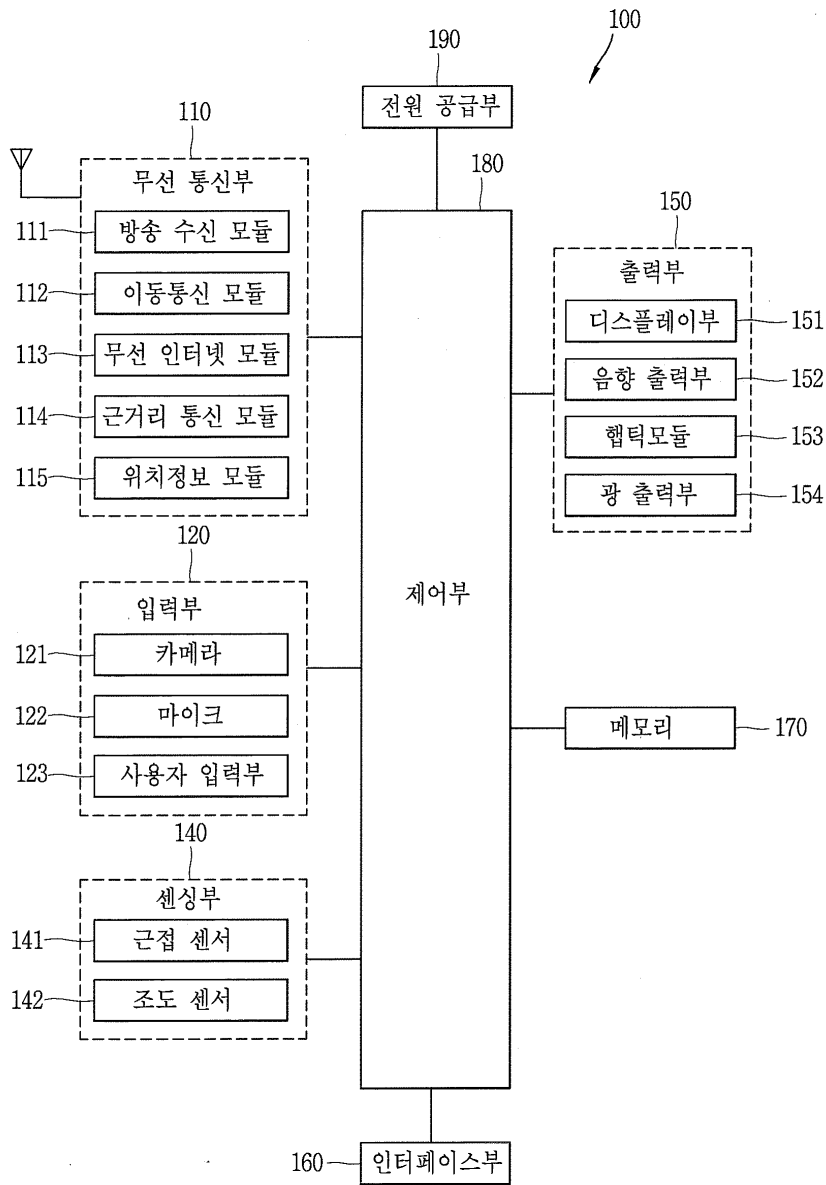 100
190
전원 공급부
110
무선 통신부
111 방송 수신 모듈
112 이동통신 모듈
113 무선 인터넷 모듈
114 근거리 통신 모듈
115 위치정보 모듈
120
입력부
121 카메라
122 마이크
123 사용자 입력부
140
센싱부
141 근접 센서
142 조도 센서
180
제어부
150
출력부
디스플레이부 151
음향 출력부 152
햅틱모듈 153
광 출력부 154
메모리 170
160 인터페이스부